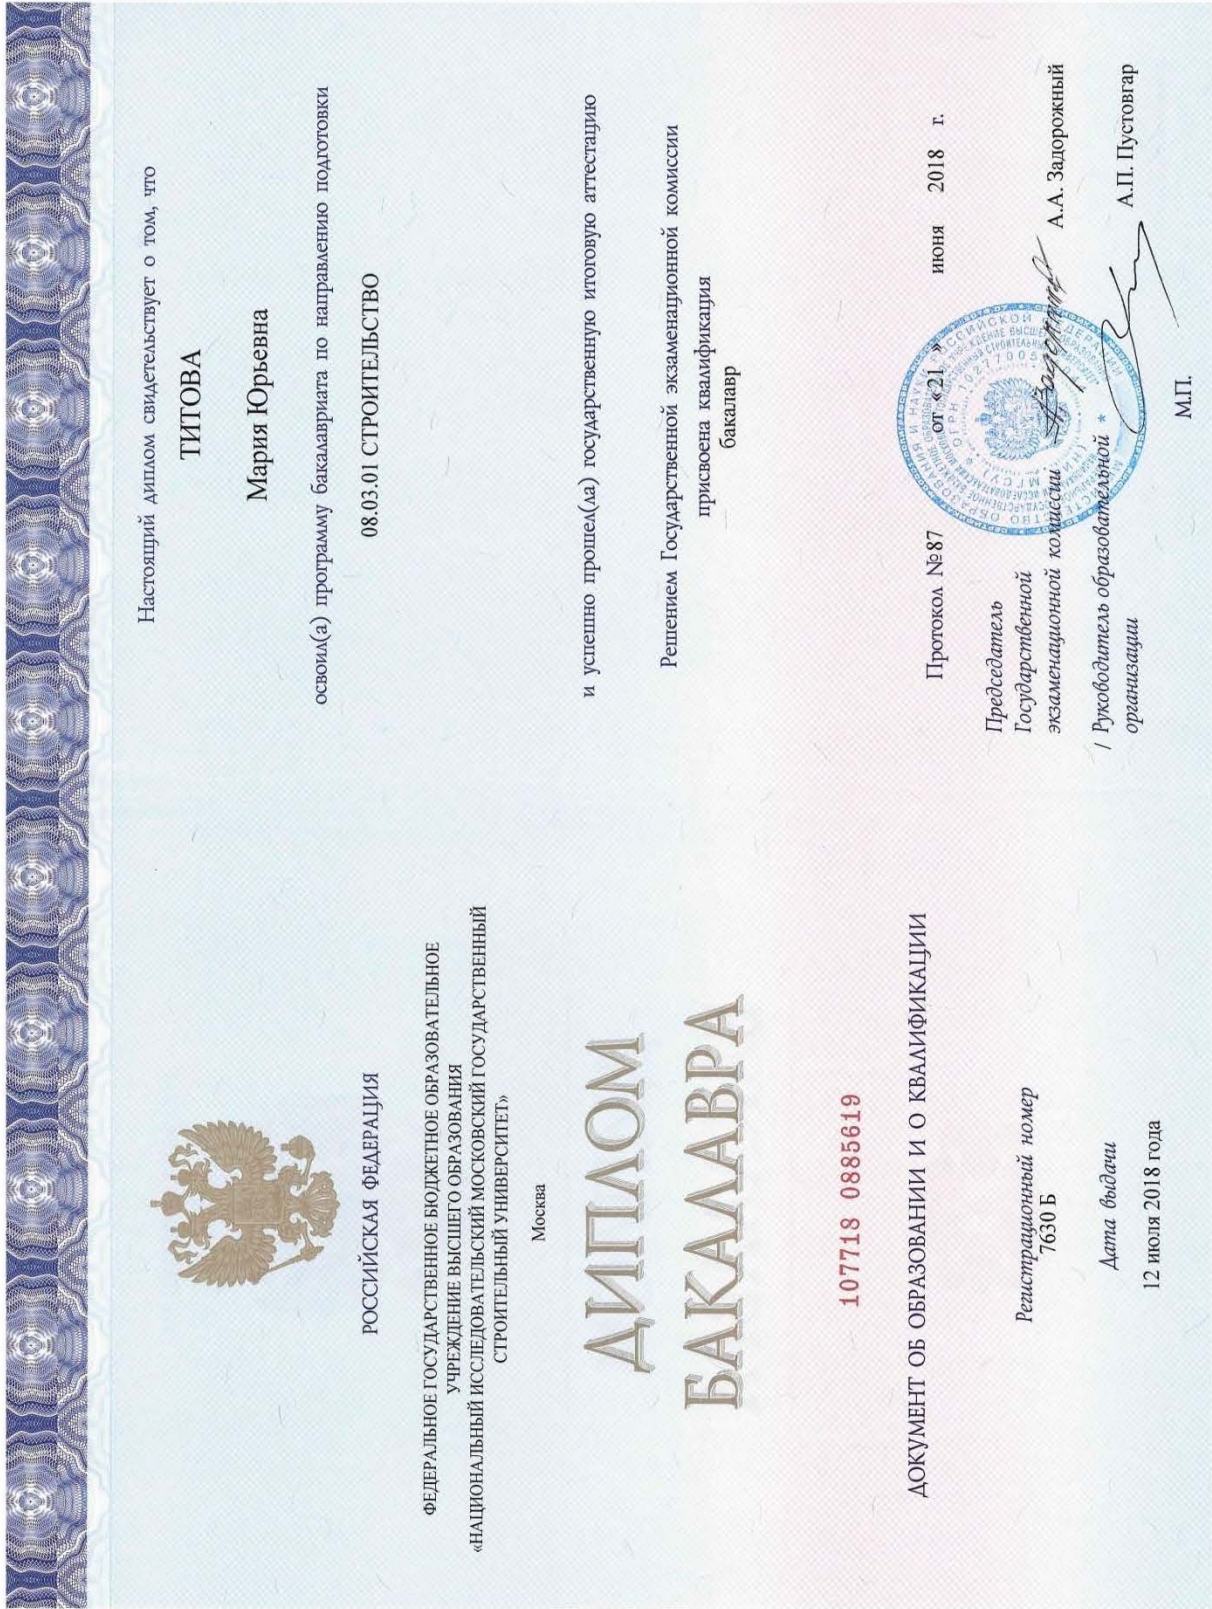 РОССИЙСКАЯ ФЕДЕРАЦИЯ
ФЕДЕРАЛЬНОЕ ГОСУДАРСТВЕННОЕ БЮДЖЕТНОЕ ОБРАЗОВАТЕЛЬНОЕ
УЧРЕЖДЕНИЕ ВЫСШЕГО ОБРАЗОВАНИЯ
«НАЦИОНАЛЬНЫЙ ИССЛЕДОВАТЕЛЬСКИЙ МОСКОВСКИЙ ГОСУДАРСТВЕННЫЙ
СТРОИТЕЛЬНЫЙ УНИВЕРСИТЕТ»
Москва
ДИПЛОМ
БАКАЛАВРА
107718 0885619
ДОКУМЕНТ ОБ ОБРАЗОВАНИИ И О КВАЛИФИКАЦИИ
Регистрационный номер
7630 Б
Дата выдачи
12 июля 2018 года
Настоящий диплом свидетельствует о том, что
ТИТОВА
Мария Юрьевна
освоил(а) программу бакалавриата по направлению подготовки
08.03.01 СТРОИТЕЛЬСТВО
и успешно прошел(ла) государственную итоговую аттестацию
Решением Государственной экзаменационной комиссии
присвоена квалификация
бакалавр
Протокол №87 от «21» июня 2018 г.
Председатель
Государственной
экзаменационной комиссии А.А. Задорожный
/ Руководитель образовательной
организации А.П. Пустовгар
М.П.